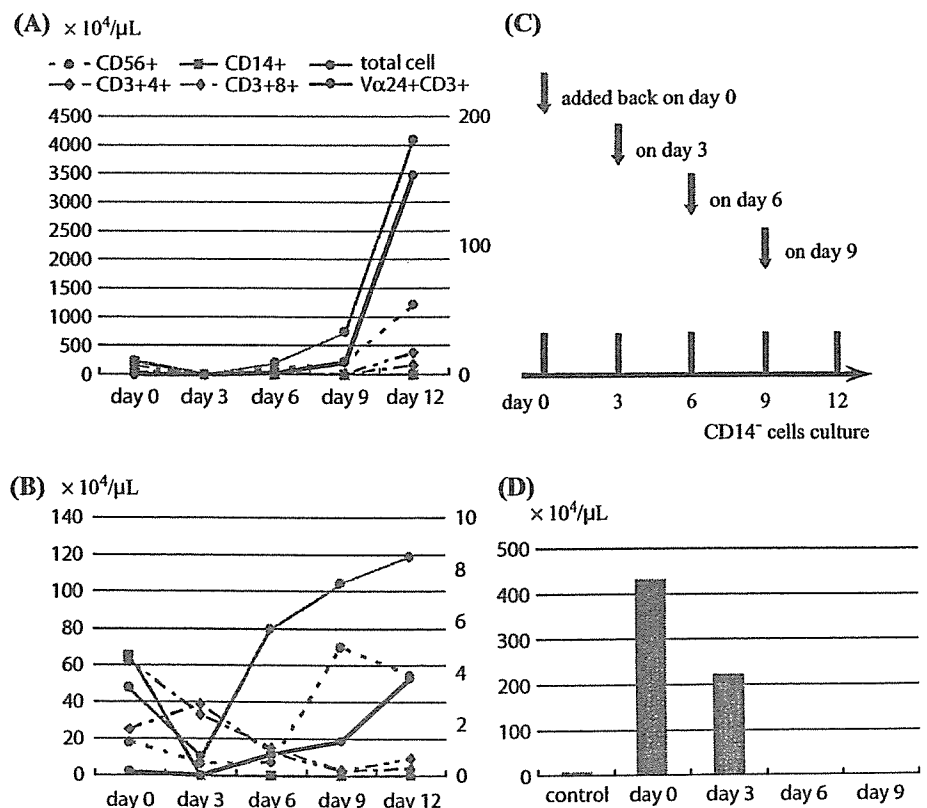 (A) × 10⁴/μL
CD56+ CD14+ total cell
CD3+4+ CD3+8+ Vα24+CD3+
4500 200
4000
3500
3000
2500
2000 100
1500
1000
500
0 0
day 0 day 3 day 6 day 9 day 12
(C)
added back on day 0
on day 3
on day 6
on day 9
day 0 3 6 9 12
CD14⁻ cells culture
(B) × 10⁴/μL
140 10
120
100 8
80 6
60
40 4
20 2
0 0
day 0 day 3 day 6 day 9 day 12
(D)
× 10⁴/μL
500
400
300
200
100
0
control day 0 day 3 day 6 day 9